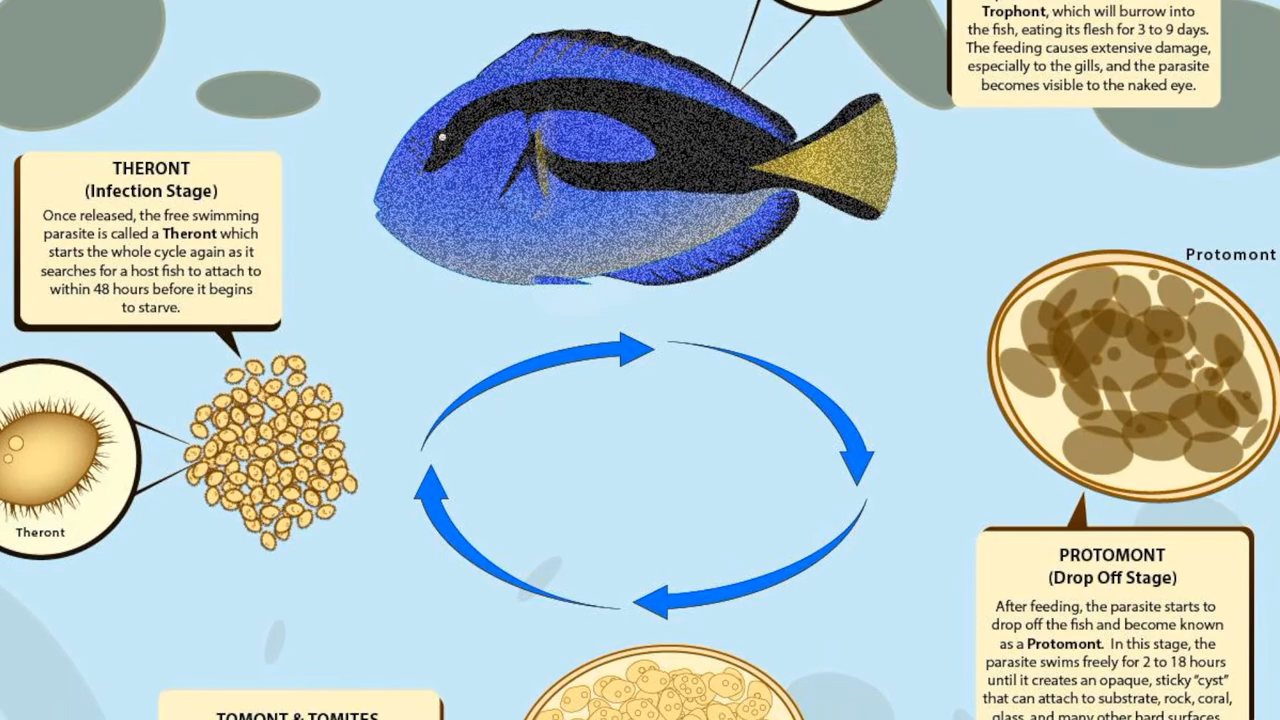 Trophont, which will burrow into
the fish, eating its flesh for 3 to 9 days.
The feeding causes extensive damage,
especially to the gills, and the parasite
becomes visible to the naked eye.
THERONT
(Infection Stage)
Once released, the free swimming
parasite is called a Theront which
starts the whole cycle again as it
searches for a host fish to attach to
within 48 hours before it begins
to starve.
Protomont
Theront
PROTOMONT
(Drop Off Stage)
After feeding, the parasite starts to
drop off the fish and become known
as a Protomont. In this stage, the
parasite swims freely for 2 to 18 hours
until it creates an opaque, sticky “cyst”
that can attach to substrate, rock, coral,
glass, and many other hard surfaces
TOMONT & TOMITES